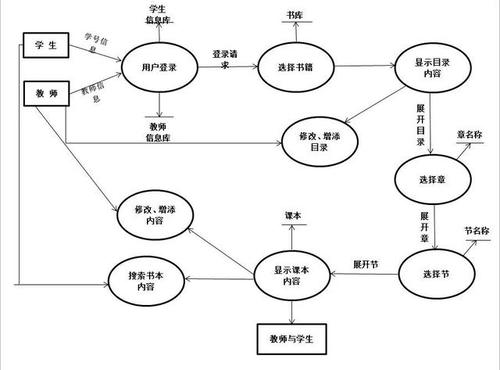 学生
信息库
书库
学 生
学号信
息
用户登录
登录请
求
选择书籍
显示目录
内容
教 师
教师信
息
教师
信息库
修改、增添
目录
展
开
目
录
章名称
选择章
修改、增添
内容
课本
展
开
章
节名称
搜索书本
内容
显示课本
内容
展开节
选择节
教师与学生